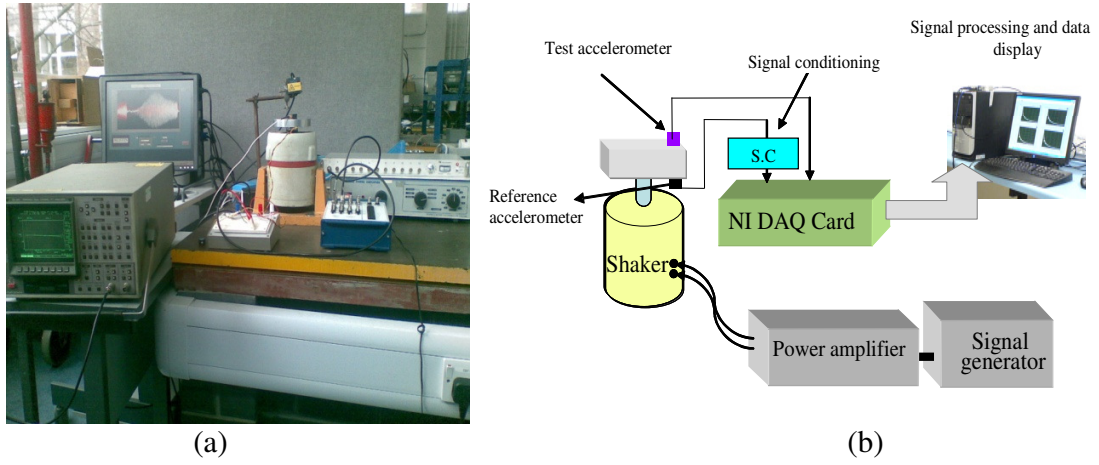 Signal processing and data
display
Test accelerometer
Signal conditioning
S.C
Reference
accelerometer
NI DAQ Card
Shaker
Power amplifier
Signal
generator
(a)
(b)